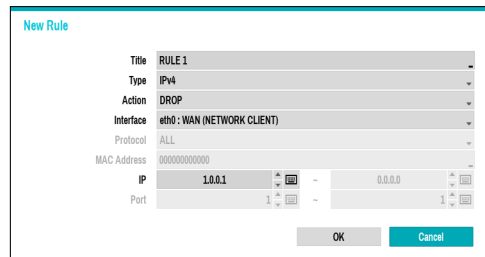 New Rule
Title RULE 1
Type IPv4
Action DROP
Interface eth0 : WAN (NETWORK CLIENT)
Protocol ALL
MAC Address 000000000000
IP 1.0.0.1 ~ 0.0.0.0
Port 1 ~ 1
OK Cancel